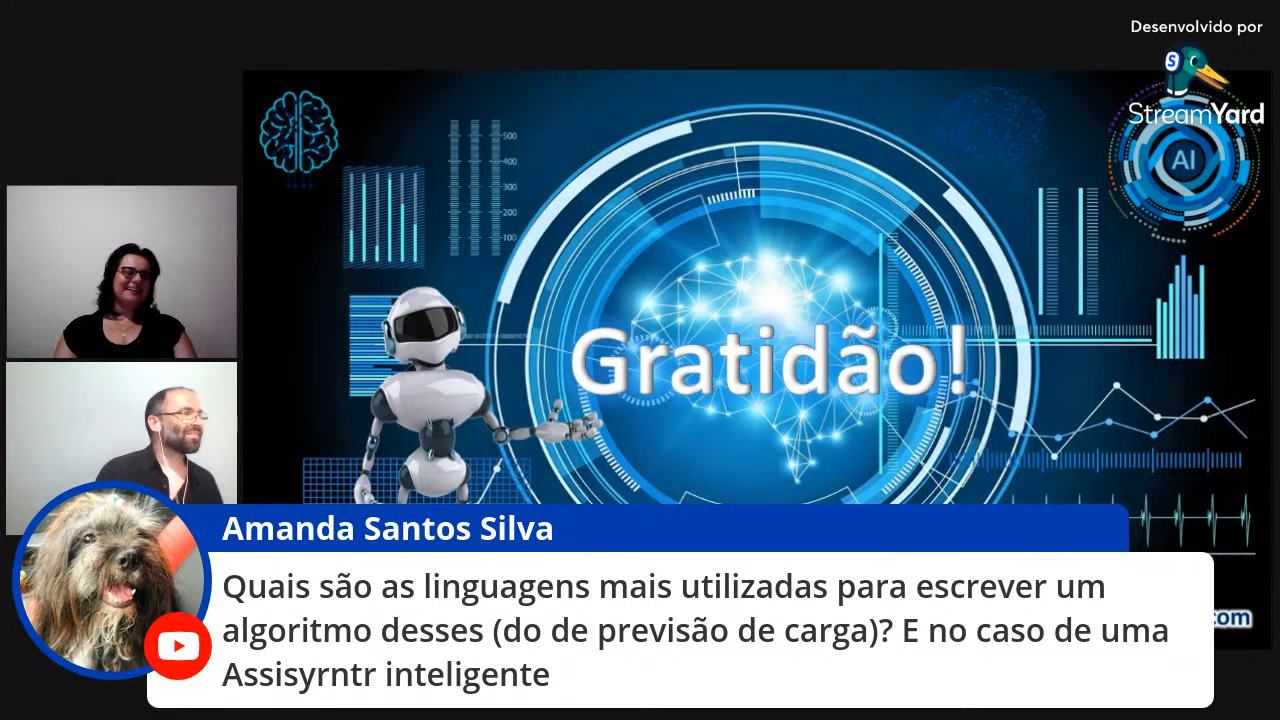 Desenvolvido por
StreamYard
AI
500
400
300
200
100
Gratidão!
Amanda Santos Silva
Quais são as linguagens mais utilizadas para escrever um
algoritmo desses (do de previsão de carga)? E no caso de uma
Assisyrntr inteligente
.com